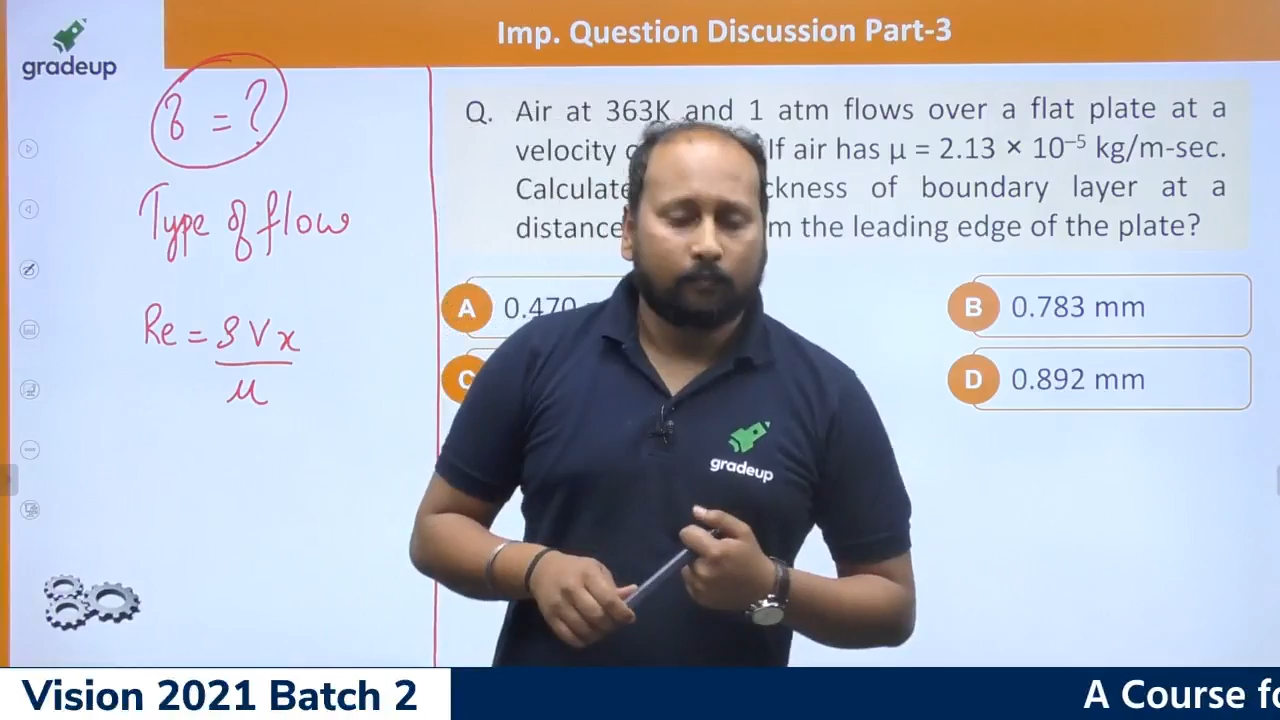 Imp. Question Discussion Part-3
gradeup
δ = ?
Type of flow
Re = ρVx
μ
Q. Air at 363K and 1 atm flows over a flat plate at a
velocity If air has μ = 2.13 × 10⁻⁵ kg/m-sec.
Calculate ckness of boundary layer at a
distance m the leading edge of the plate?
A 0.470
B 0.783 mm
C
D 0.892 mm
gradeup
Vision 2021 Batch 2
A Course fo